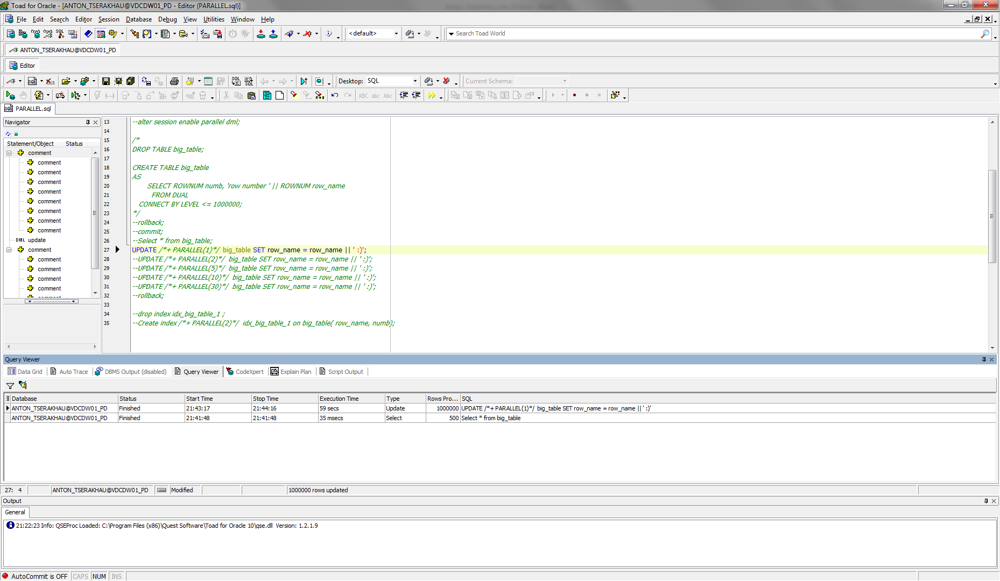 Toad for Oracle - [ANTON_TSERAKHAU@VDCDW01_PD - Editor (PARALLEL.sql)]
File Edit Search Editor Session Database Debug View Utilities Window Help
<default> Search Toad World
ANTON_TSERAKHAU@VDCDW01_PD
Editor
Desktop: SQL Current Schema:
PARALLEL.sql
Navigator
Statement/Object Status
comment
comment
comment
comment
comment
comment
comment
comment
comment
DML update
comment
comment
comment
comment
comment
13 --alter session enable parallel dml;
14
15 /*
16 DROP TABLE big_table;
17
18 CREATE TABLE big_table
19 AS
20 SELECT ROWNUM numb, 'row number ' || ROWNUM row_name
21 FROM DUAL
22 CONNECT BY LEVEL <= 1000000;
23 */
24 --rollback;
25 --commit;
26 --Select * from big_table;
27 UPDATE /*+ PARALLEL(1)*/ big_table SET row_name = row_name || ' :)';
28 --UPDATE /*+ PARALLEL(2)*/ big_table SET row_name = row_name || ' :)';
29 --UPDATE /*+ PARALLEL(5)*/ big_table SET row_name = row_name || ' :)';
30 --UPDATE /*+ PARALLEL(10)*/ big_table SET row_name = row_name || ' :)';
31 --UPDATE /*+ PARALLEL(30)*/ big_table SET row_name = row_name || ' :)';
32 --rollback;
33
34 --drop index idx_big_table_1 ;
35 --Create index /*+ PARALLEL(2)*/ idx_big_table_1 on big_table( row_name, numb);
Query Viewer
Data Grid Auto Trace DBMS Output (disabled) Query Viewer CodeXpert Explain Plan Script Output
Database Status Start Time Stop Time Execution Time Type Rows Pro... SQL
ANTON_TSERAKHAU@VDCDW01_PD Finished 21:43:17 21:44:16 59 secs Update 1000000 UPDATE /*+ PARALLEL(1)*/ big_table SET row_name = row_name || ' :)'
ANTON_TSERAKHAU@VDCDW01_PD Finished 21:41:48 21:41:48 35 msecs Select 500 Select * from big_table
27: 4 ANTON_TSERAKHAU@VDCDW01_PD Modified 1000000 rows updated
Output
General
21:22:23 Info: QSEProc Loaded: C:\Program Files (x86)\Quest Software\Toad for Oracle 10\qse.dll Version: 1.2.1.9
AutoCommit is OFF CAPS NUM INS